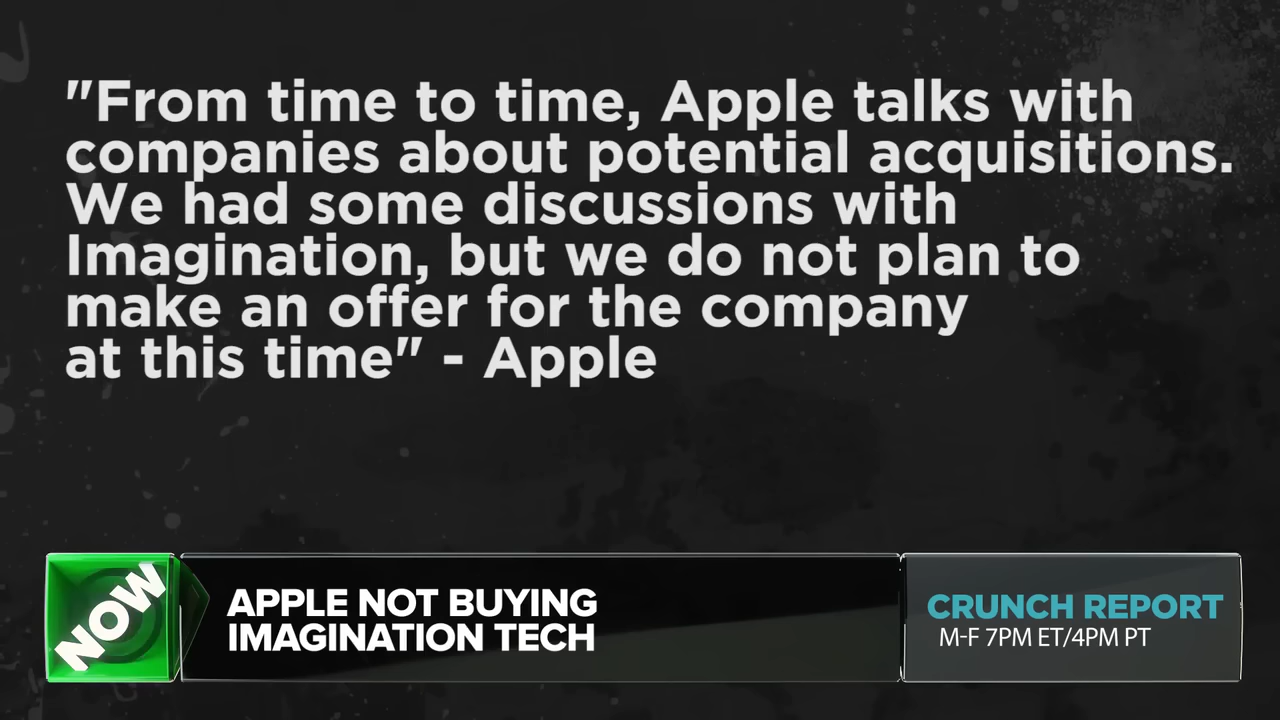 "From time to time, Apple talks with
companies about potential acquisitions.
We had some discussions with
Imagination, but we do not plan to
make an offer for the company
at this time" - Apple
NOW
APPLE NOT BUYING
IMAGINATION TECH
CRUNCH REPORT
M-F 7PM ET/4PM PT